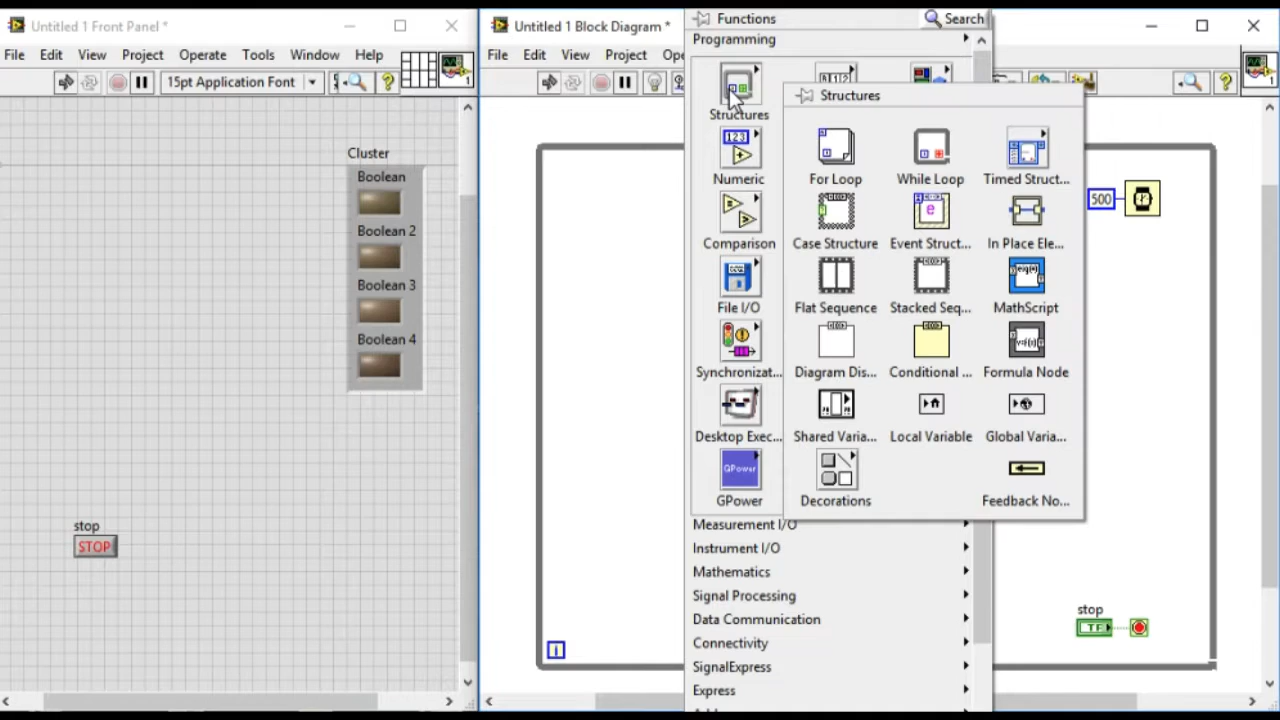 Untitled 1 Front Panel *
File Edit View Project Operate Tools Window Help
15pt Application Font
Cluster
Boolean
Boolean 2
Boolean 3
Boolean 4
stop
STOP
Untitled 1 Block Diagram *
File Edit View Project Ope
500
i
stop
TF
Functions
Search
Programming
Structures
Numeric
123
Comparison
File I/O
Synchronizat...
Desktop Exec...
GPower
GPower
Measurement I/O
Instrument I/O
Mathematics
Signal Processing
Data Communication
Connectivity
SignalExpress
Express
Structures
For Loop While Loop Timed Struct...
Case Structure Event Struct... In Place Ele...
Flat Sequence Stacked Seq... MathScript
Diagram Dis... Conditional ... Formula Node
Shared Varia... Local Variable Global Varia...
Decorations Feedback No...